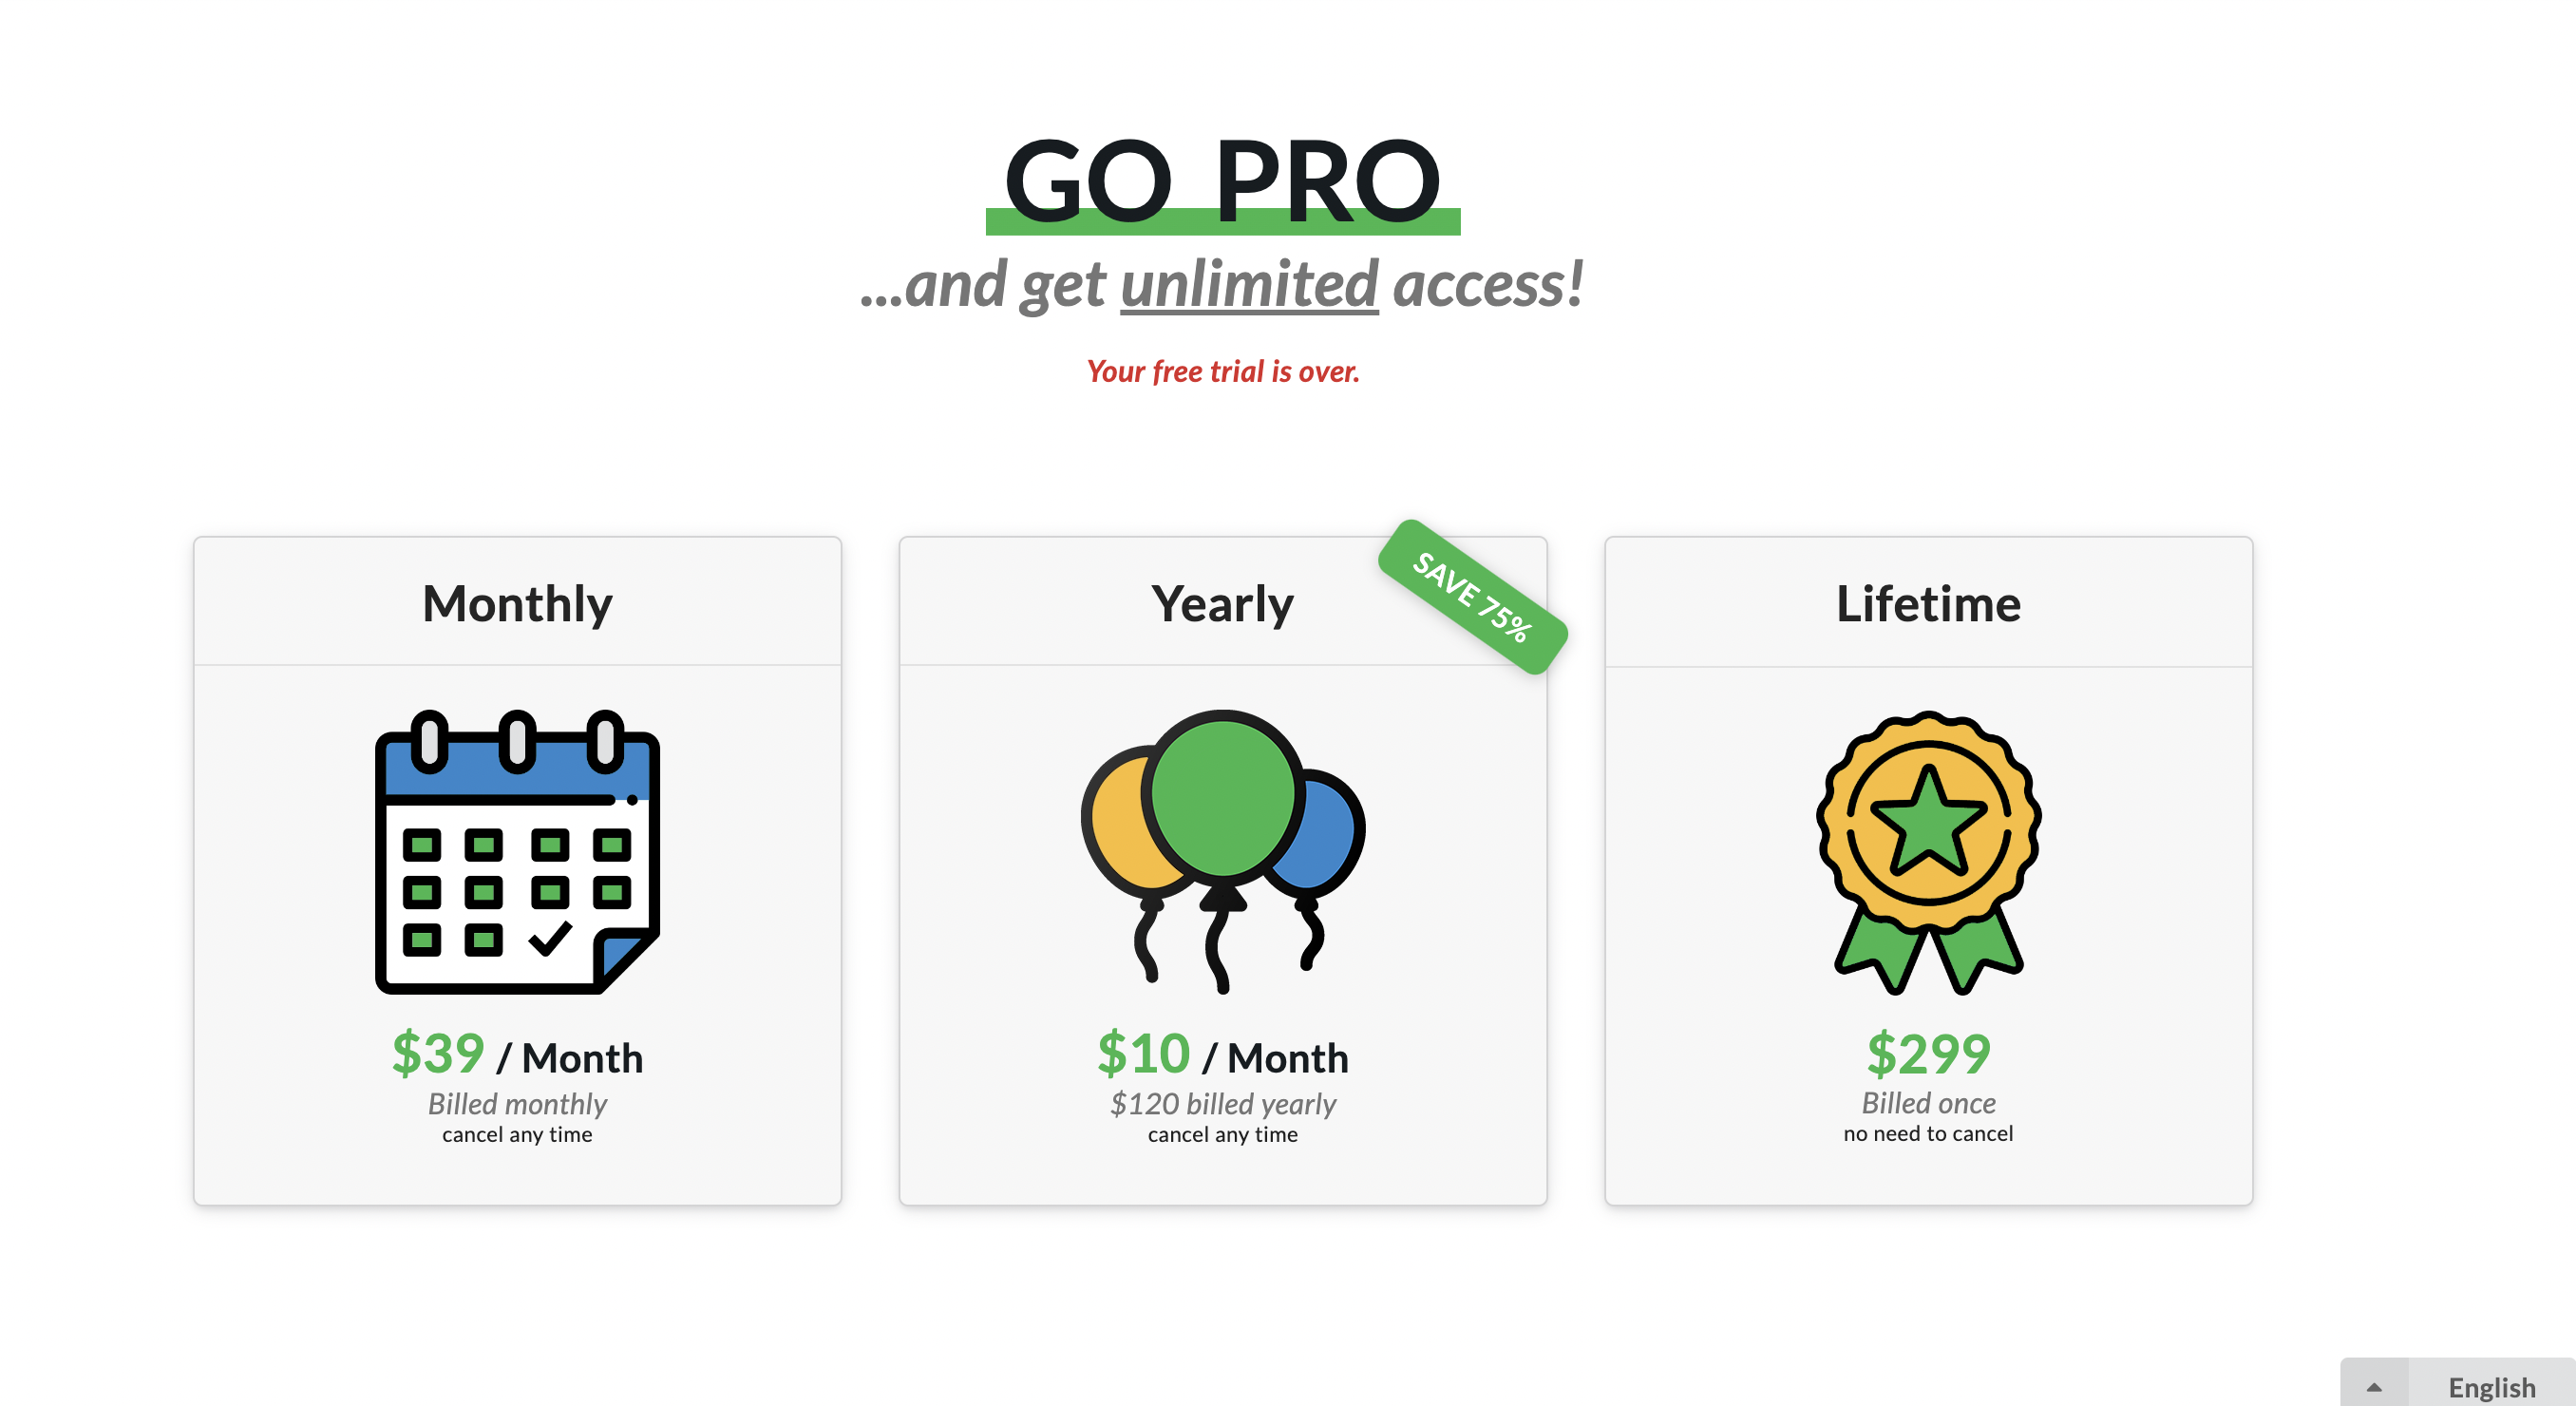 GO PRO
...and get unlimited access!
Your free trial is over.
Monthly
$39 / Month
Billed monthly
cancel any time
Yearly
SAVE 75%
$10 / Month
$120 billed yearly
cancel any time
Lifetime
$299
Billed once
no need to cancel
English